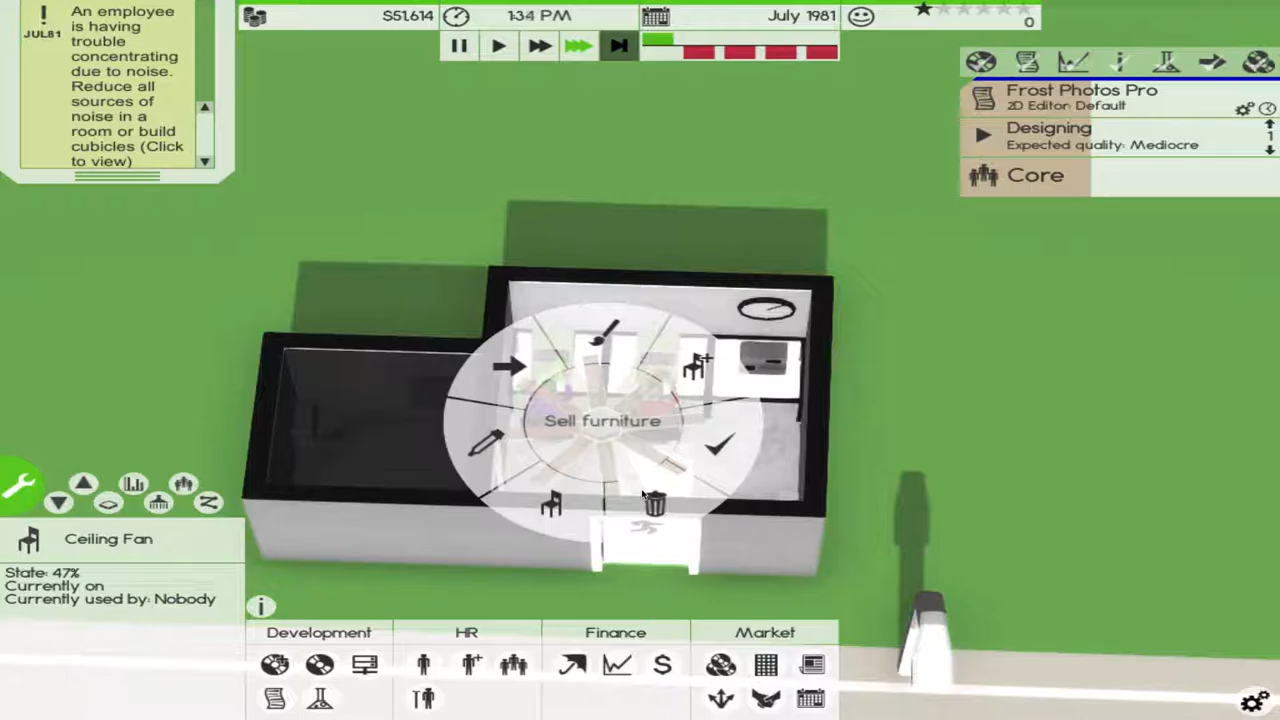 An employee
is having
trouble
concentrating
due to noise.
Reduce all
sources of
noise in a
room or build
cubicles (Click
to view)
!
JUL81
$51.614
1:34 PM
July 1981
0
Frost Photos Pro
2D Editor: Default
Designing
Expected quality: Mediocre
1
Core
Sell furniture
Ceiling Fan
State: 47%
Currently on
Currently used by: Nobody
i
Development
HR
Finance
Market